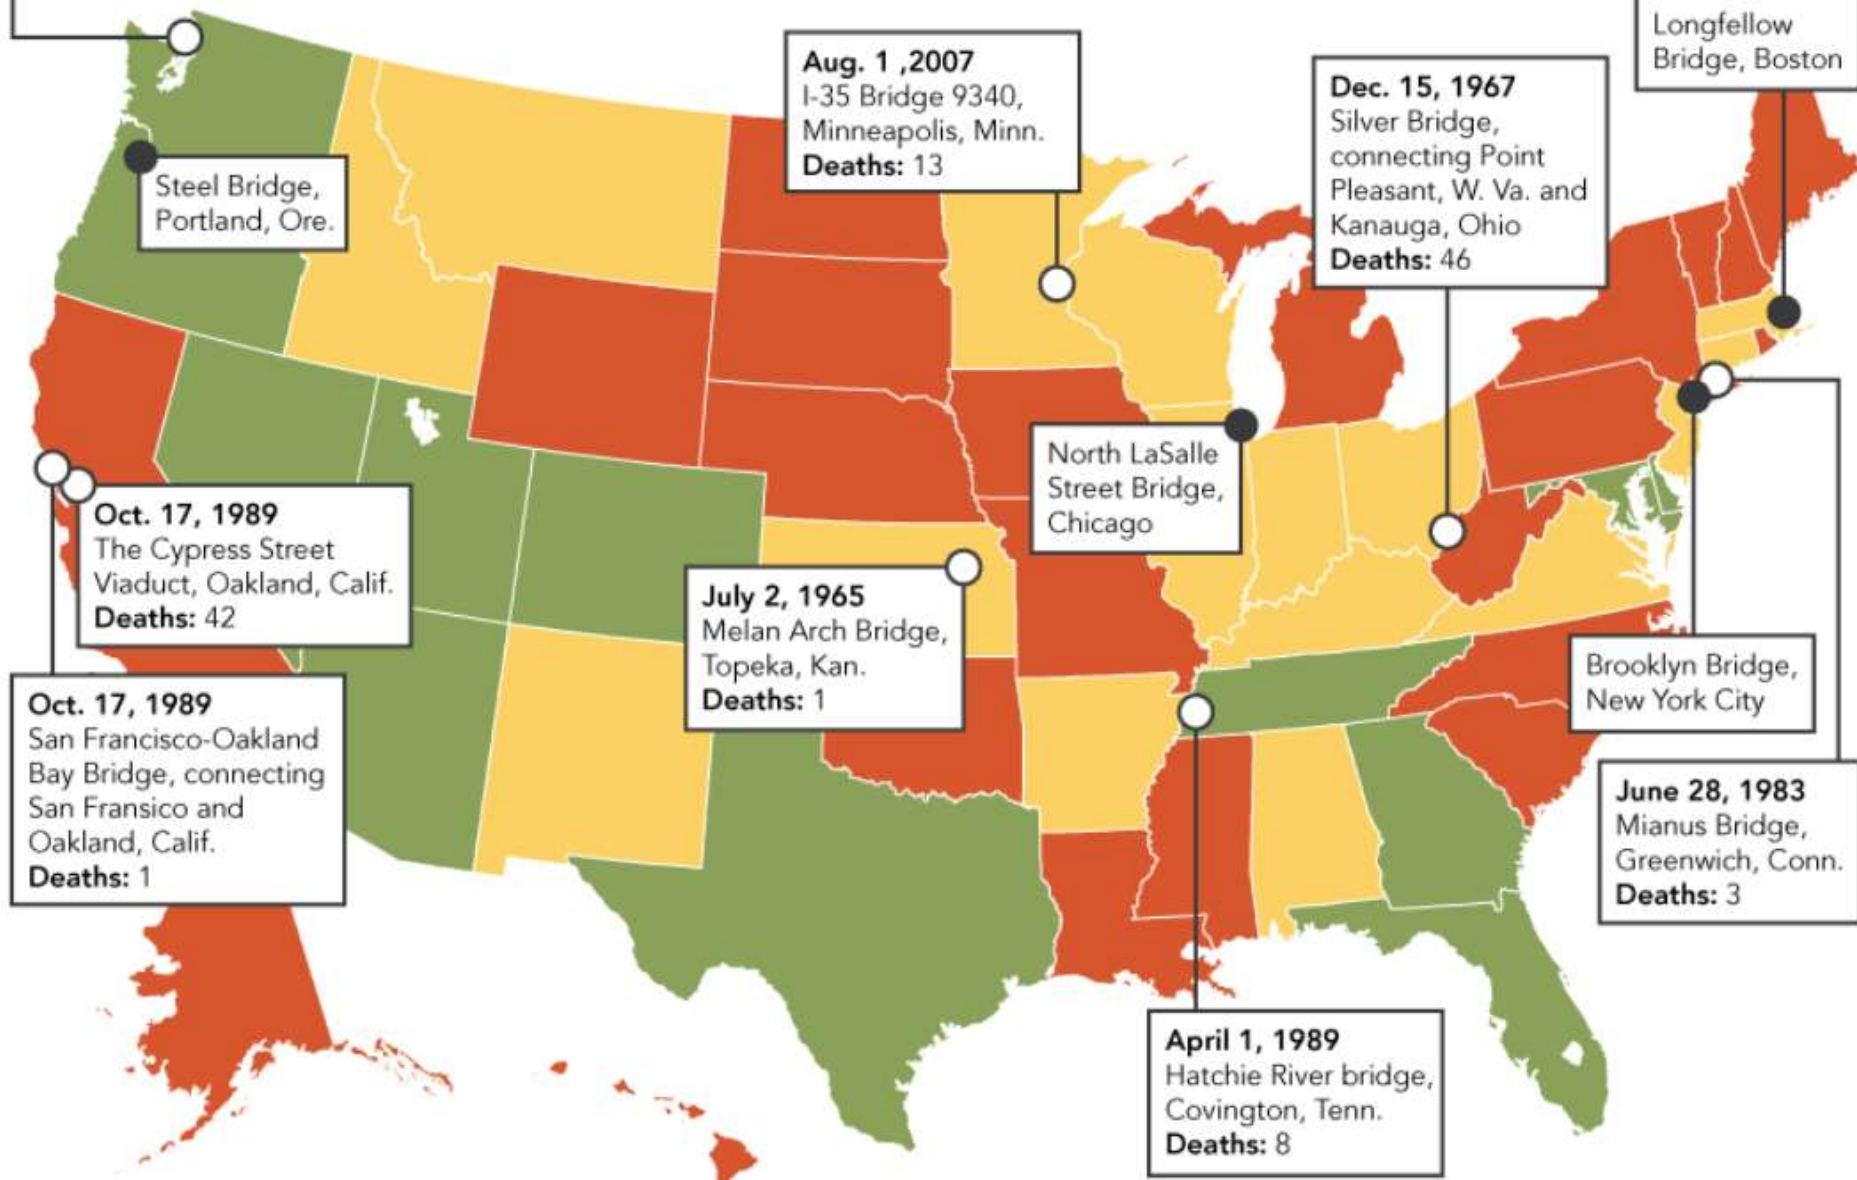 Longfellow
Bridge, Boston
Aug. 1 ,2007
I-35 Bridge 9340,
Minneapolis, Minn.
Deaths: 13
Dec. 15, 1967
Silver Bridge,
connecting Point
Pleasant, W. Va. and
Kanauga, Ohio
Deaths: 46
Steel Bridge,
Portland, Ore.
North LaSalle
Street Bridge,
Chicago
Oct. 17, 1989
The Cypress Street
Viaduct, Oakland, Calif.
Deaths: 42
July 2, 1965
Melan Arch Bridge,
Topeka, Kan.
Deaths: 1
Brooklyn Bridge,
New York City
Oct. 17, 1989
San Francisco-Oakland
Bay Bridge, connecting
San Fransico and
Oakland, Calif.
Deaths: 1
June 28, 1983
Mianus Bridge,
Greenwich, Conn.
Deaths: 3
April 1, 1989
Hatchie River bridge,
Covington, Tenn.
Deaths: 8